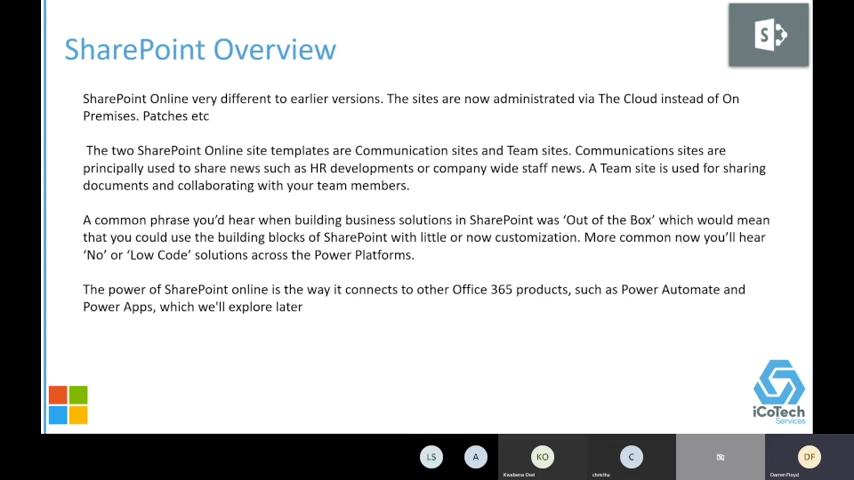 SharePoint Overview
S
SharePoint Online very different to earlier versions. The sites are now administrated via The Cloud instead of On
Premises. Patches etc
The two SharePoint Online site templates are Communication sites and Team sites. Communications sites are
principally used to share news such as HR developments or company wide staff news. A Team site is used for sharing
documents and collaborating with your team members.
A common phrase you’d hear when building business solutions in SharePoint was ‘Out of the Box’ which would mean
that you could use the building blocks of SharePoint with little or now customization. More common now you’ll hear
‘No’ or ‘Low Code’ solutions across the Power Platforms.
The power of SharePoint online is the way it connects to other Office 365 products, such as Power Automate and
Power Apps, which we'll explore later
iCoTech
Services
LS
A
KO
C
DF
Kwabena Osei
Darren Floyd